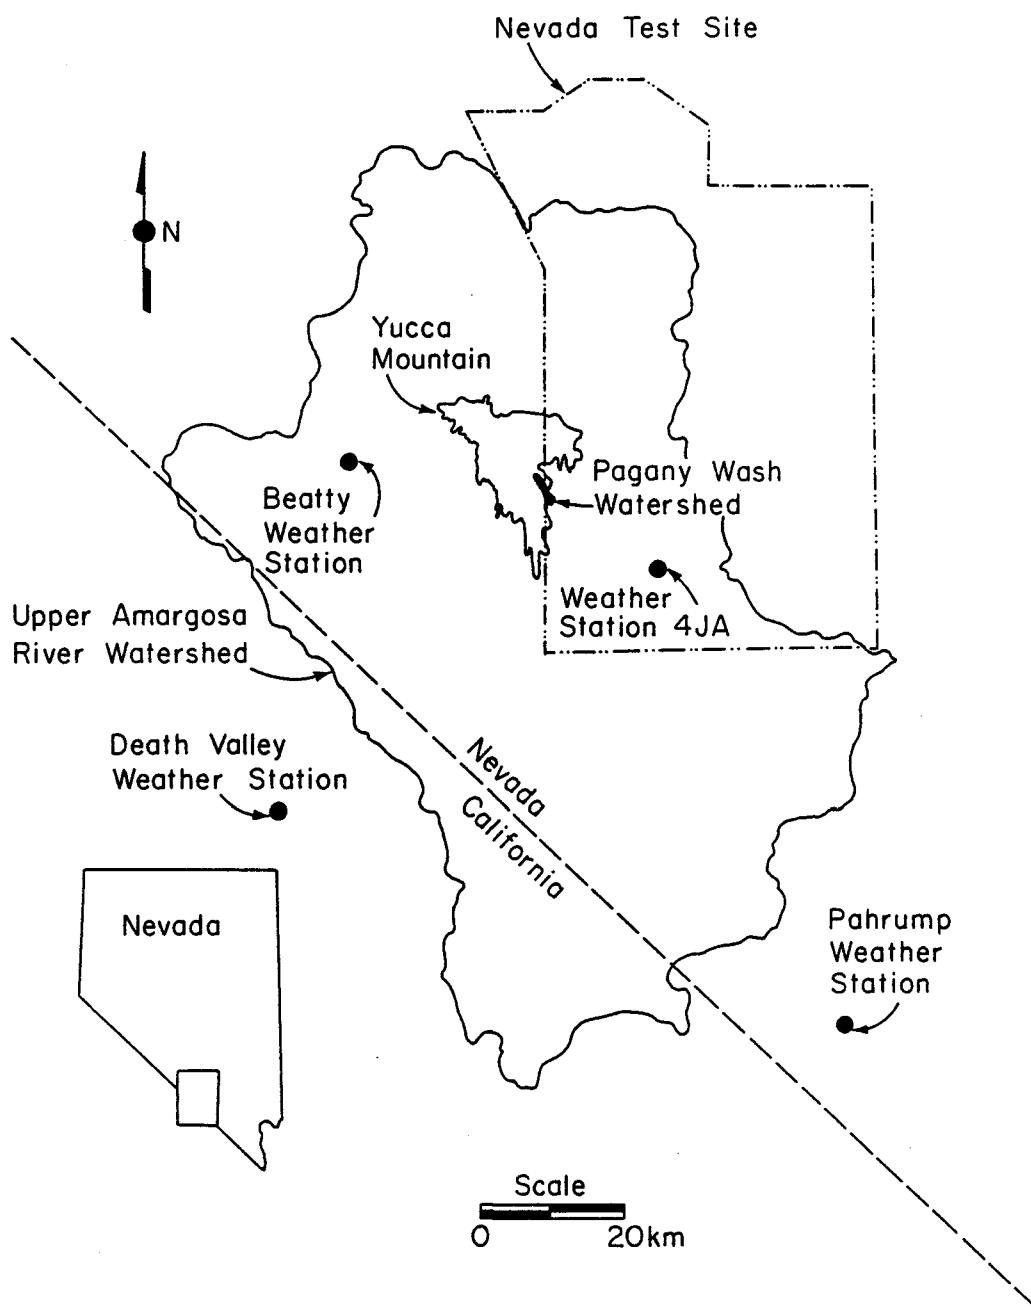 Nevada Test Site
N
Yucca
Mountain
Beatty
Weather
Station
Pagany Wash
Watershed
Weather
Station 4JA
Upper Amargosa
River Watershed
Death Valley
Weather Station
Nevada
California
Nevada
Pahrump
Weather
Station
Scale
0 20km